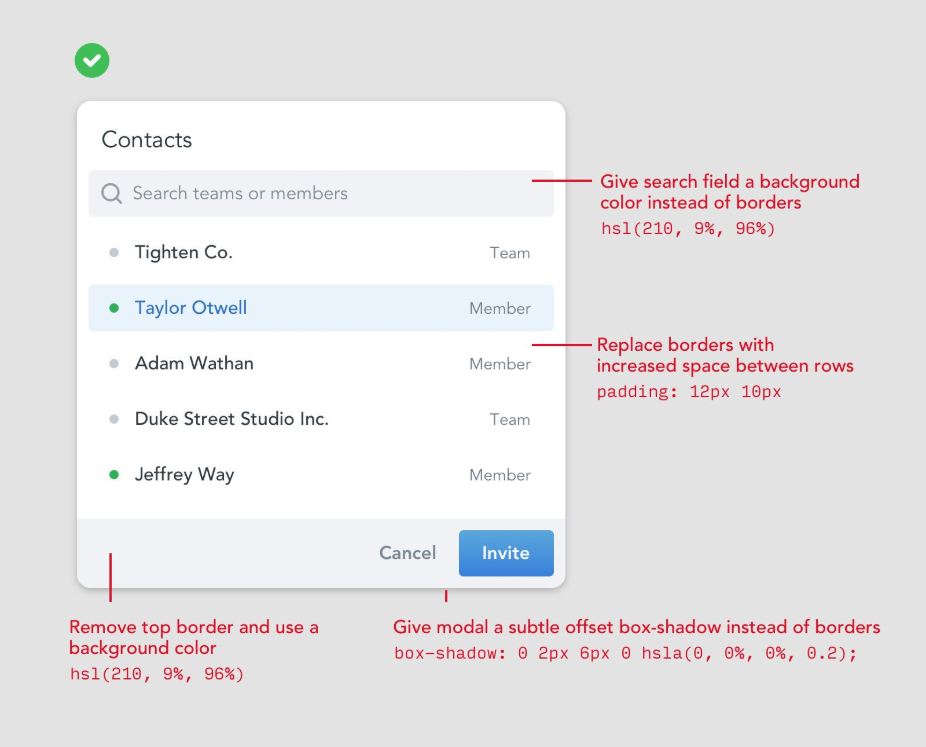 Contacts
Search teams or members
Give search field a background
color instead of borders
hsl(210, 9%, 96%)
Tighten Co. Team
Taylor Otwell Member
Replace borders with
increased space between rows
padding: 12px 10px
Adam Wathan Member
Duke Street Studio Inc. Team
Jeffrey Way Member
Cancel Invite
Remove top border and use a
background color
hsl(210, 9%, 96%)
Give modal a subtle offset box-shadow instead of borders
box-shadow: 0 2px 6px 0 hsla(0, 0%, 0%, 0.2);